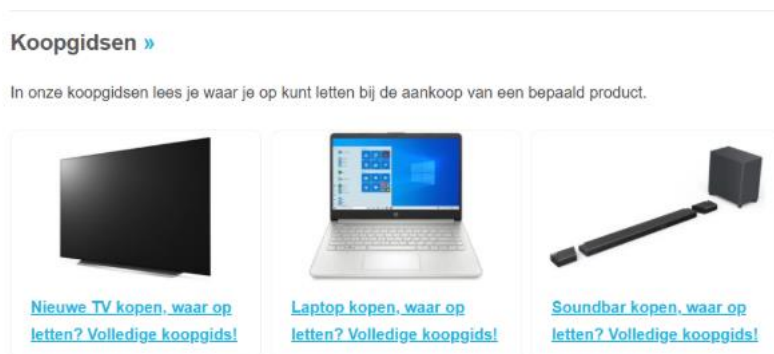 Koopgidsen »
In onze koopgidsen lees je waar je op kunt letten bij de aankoop van een bepaald product.
Nieuwe TV kopen, waar op
letten? Volledige koopgids!
Laptop kopen, waar op
letten? Volledige koopgids!
Soundbar kopen, waar op
letten? Volledige koopgids!